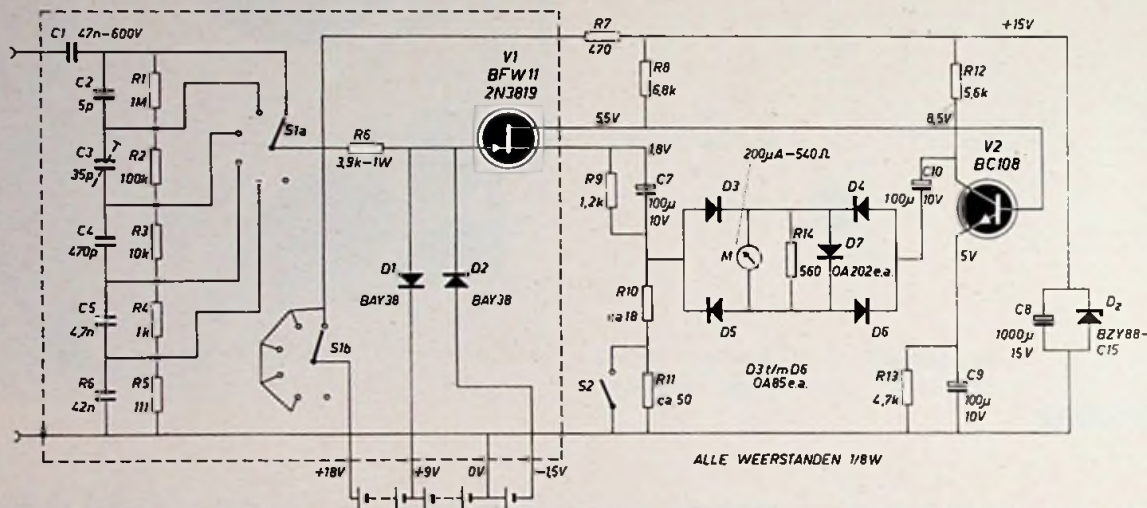 C1 47n-600V
C2
5p
R1
1M
C3
35p
T
R2
100k
C4
470p
R3
10k
C5
4,7n
R4
1k
R6
42n
R5
111
S1a
S1b
R6
3,9k-1W
V1
BFW11
2N3819
D1
BAY38
D2
BAY38
+18V
+9V
0V
-1,5V
R7
470
R8
6,8k
5,5V
1,8V
R9
1,2k
C7
100µ
10V
R10
ca 18
R11
ca 50
S2
200µA-540Ω
D3
D4
M
R14
560
D7
OA202 e.a.
D5
D6
D3 t/m D6
OA85 e.a.
+15V
R12
5,6k
8,5V
V2
BC108
C10
100µ
10V
5V
R13
4,7k
C9
100µ
10V
C8
1000µ
15V
Dz
BZY88-
C15
ALLE WEERSTANDEN 1/8W